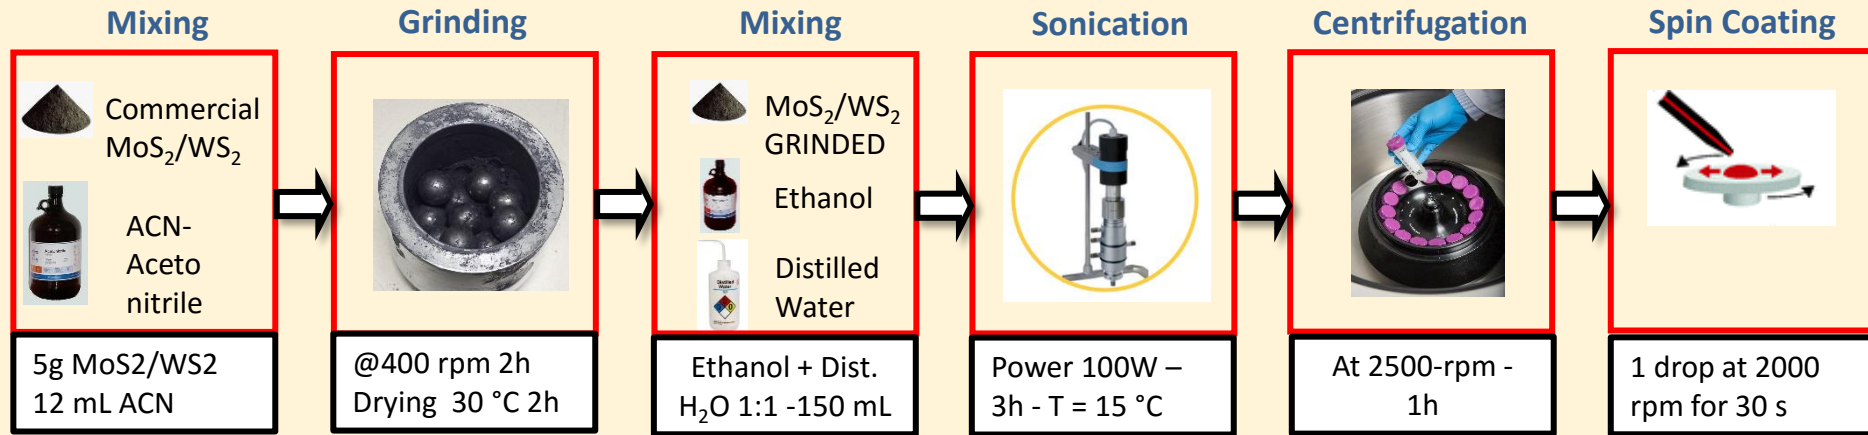 Mixing
Commercial
MoS₂/WS₂
ACN-
Aceto
nitrile
5g MoS2/WS2
12 mL ACN
Grinding
@400 rpm 2h
Drying 30 °C 2h
Mixing
MoS₂/WS₂
GRINDED
Ethanol
Distilled
Water
Distilled
Water
Ethanol + Dist.
H₂O 1:1 -150 mL
Sonication
Power 100W –
3h - T = 15 °C
Centrifugation
At 2500-rpm -
1h
Spin Coating
1 drop at 2000
rpm for 30 s